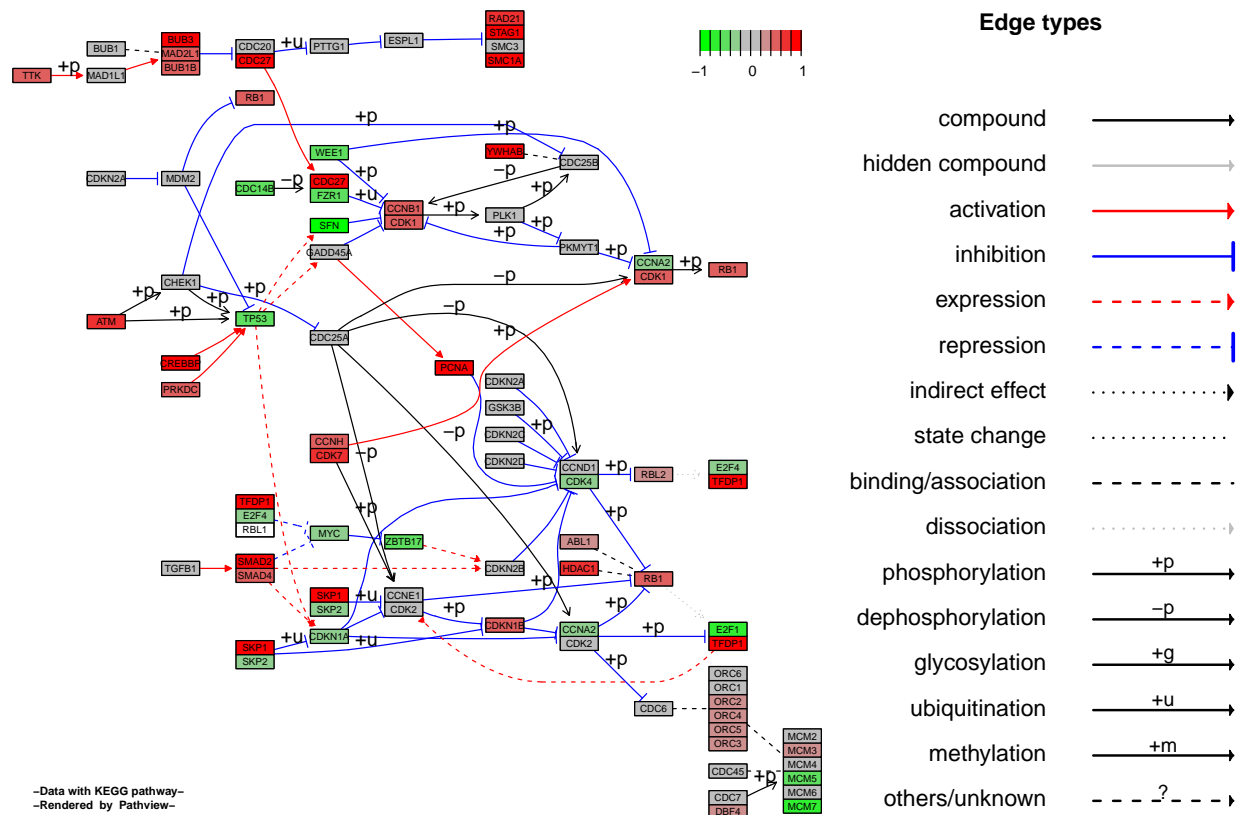 Edge types
RAD21
STAG1
SMC3
SMC1A
BUB1
BUB3
MAD2L1
BUB1B
CDC20
CDC27
+u
PTTG1
ESPL1
TTK
+p
MAD1L1
−1
0
1
RB1
+p
+p
WEE1
YWHAB
CDC25B
CDKN2A
MDM2
CDC14B
−p
CDC27
FZR1
+p
+u
−p
+p
CCNB1
CDK1
+p
PLK1
+p
+p
PKMYT1
+p
SFN
GADD45A
CCNA2
CDK1
+p
RB1
CHEK1
+p
+p
+p
+p
ATM
TP53
−p
−p
+p
CDC25A
CREBBP
PRKDC
PCNA
CDKN2A
GSK3B
CDKN2C
CDKN2D
+p
CCNH
CDK7
−p
−p
CCND1
CDK4
+p
RBL2
E2F4
TFDP1
TFDP1
E2F4
RBL1
+p
MYC
ZBTB17
+p
ABL1
TGFB1
SMAD2
SMAD4
CDKN2B
HDAC1
RB1
+p
SKP1
SKP2
+u
CCNE1
CDK2
+p
+p
CDKN1B
CDKN1A
+u
+u
SKP1
SKP2
CCNA2
CDK2
+p
E2F1
TFDP1
+p
CDC6
ORC6
ORC1
ORC2
ORC4
ORC5
ORC3
MCM2
MCM3
MCM4
MCM5
MCM6
MCM7
CDC45
+p
CDC7
DBF4
−Data with KEGG pathway−
−Rendered by Pathview−
compound
hidden compound
activation
inhibition
expression
repression
indirect effect
state change
binding/association
dissociation
phosphorylation +p
dephosphorylation −p
glycosylation +g
ubiquitination +u
methylation +m
others/unknown ?